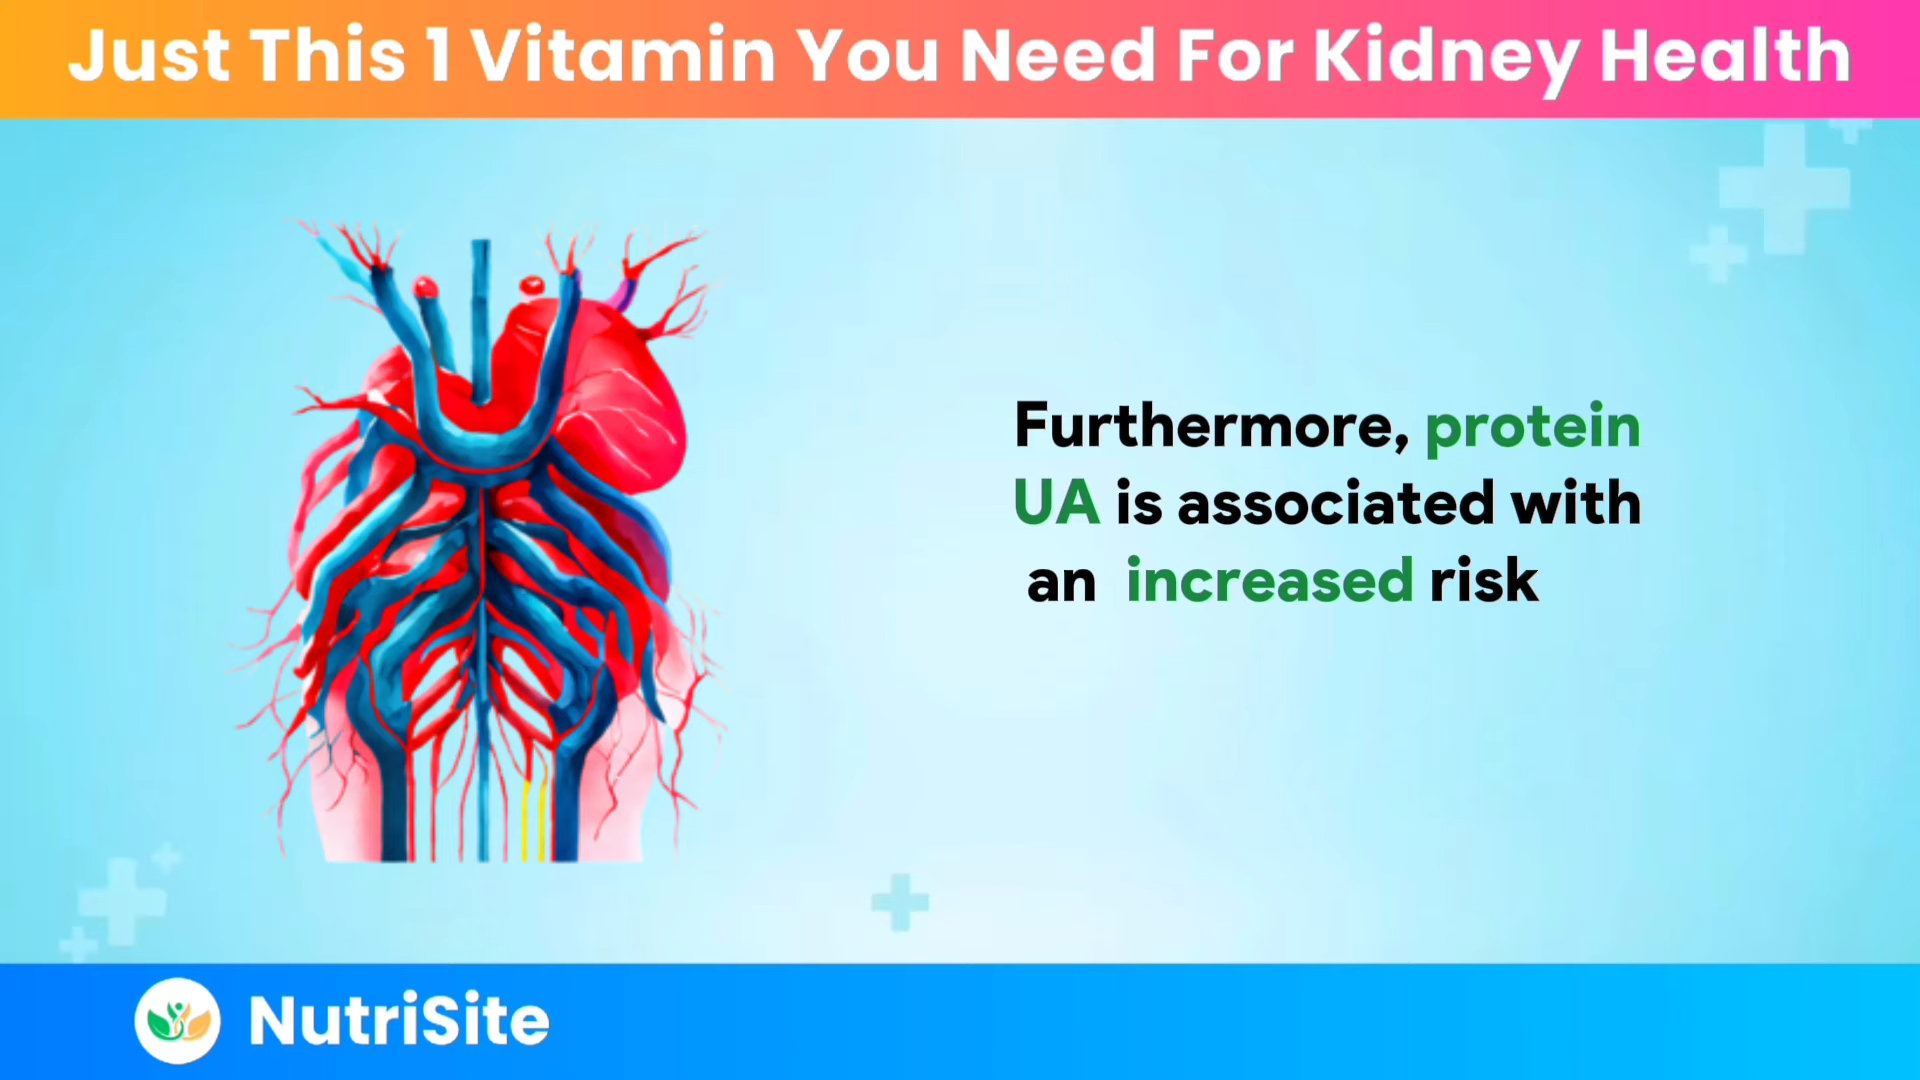 Just This 1 Vitamin You Need For Kidney Health
Furthermore, protein
UA is associated with
an increased risk
NutriSite